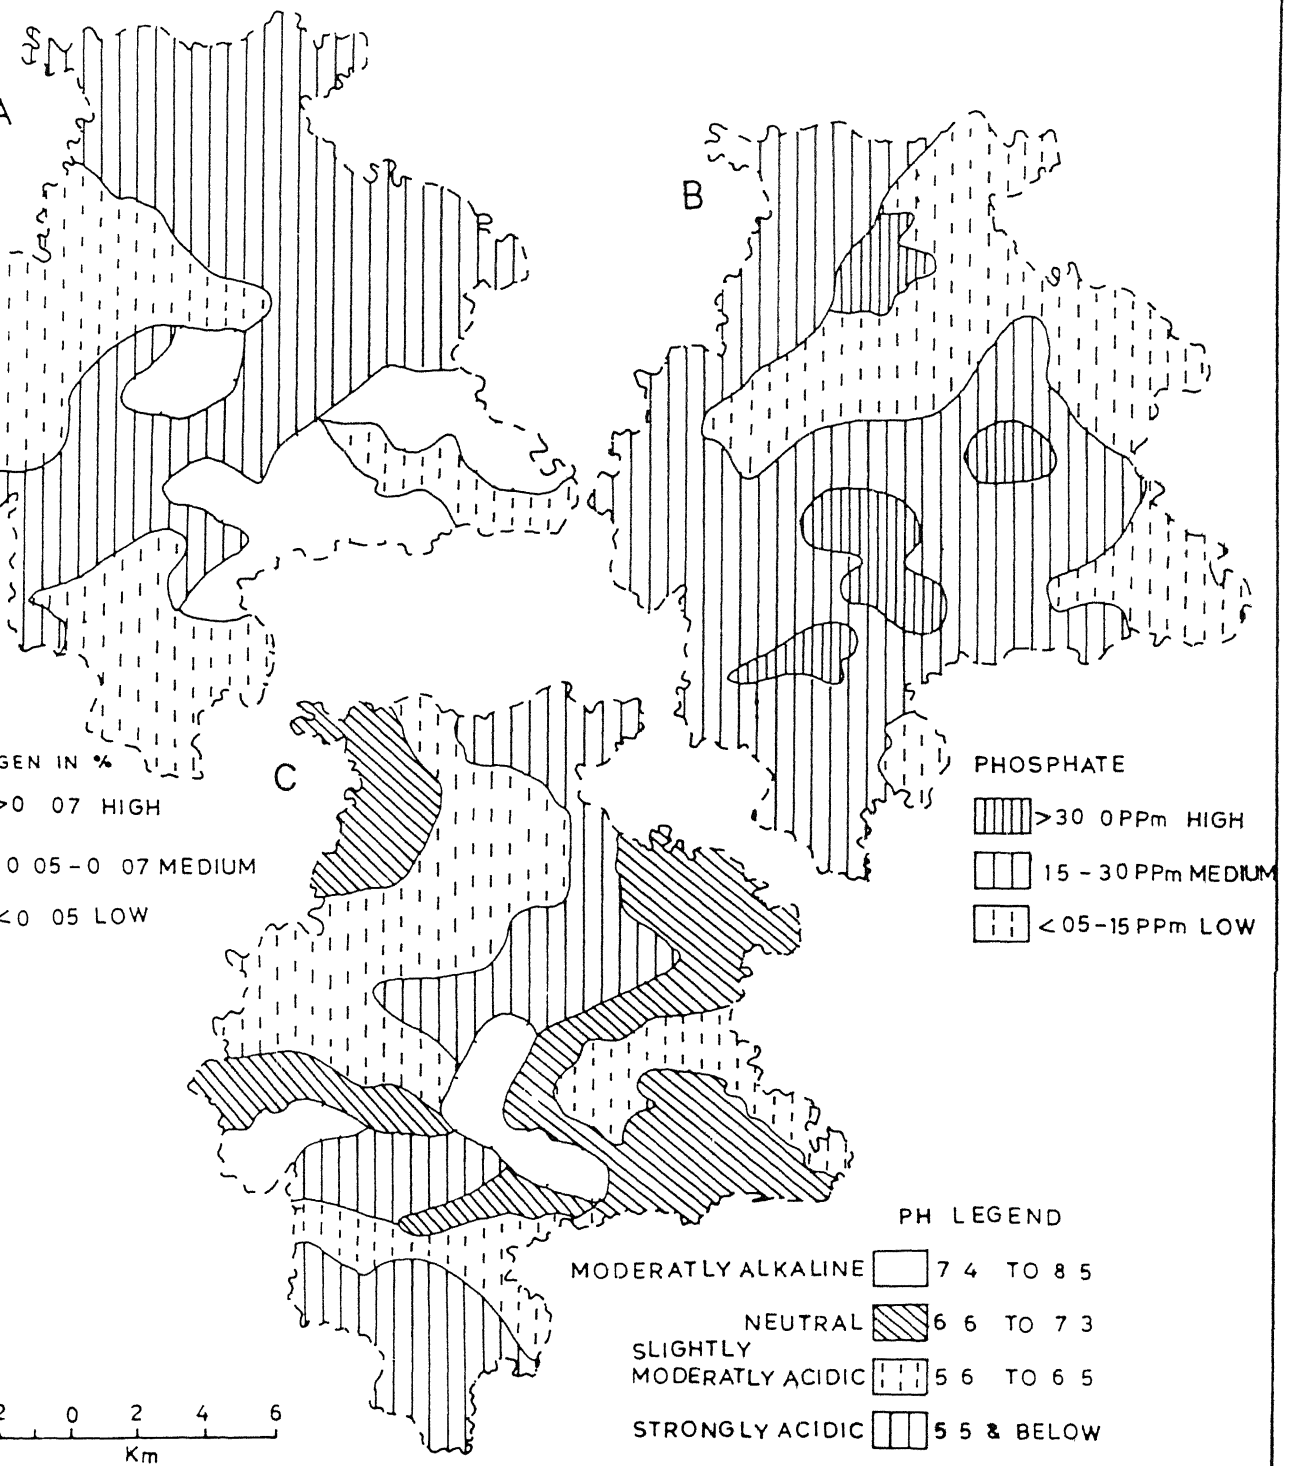 A
B
GEN IN %
>0 07 HIGH
0 05-0 07 MEDIUM
<0 05 LOW
C
PHOSPHATE
>30 0PPm HIGH
15-30PPm MEDIUM
<05-15PPm LOW
PH LEGEND
MODERATLY ALKALINE 7 4 TO 8 5
NEUTRAL 6 6 TO 7 3
SLIGHTLY
MODERATLY ACIDIC 5 6 TO 6 5
STRONGLY ACIDIC 5 5 & BELOW
2 0 2 4 6
Km